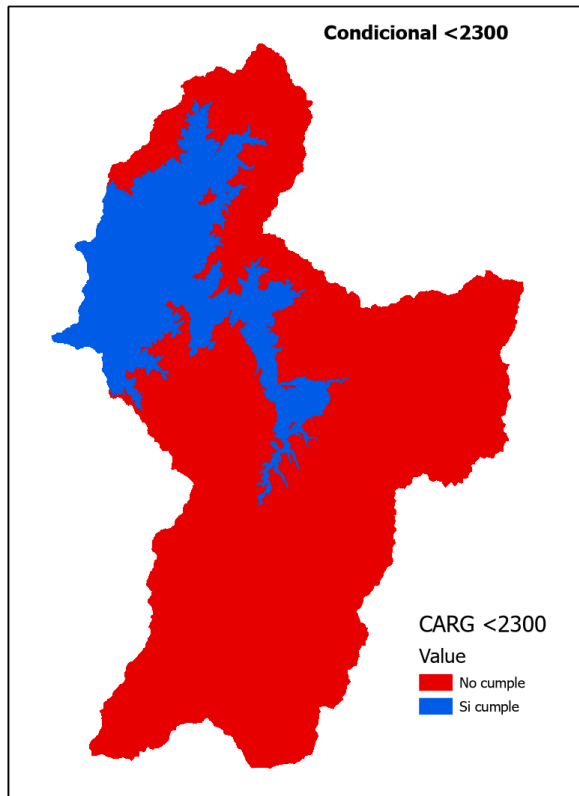 Condicional <2300
CARG <2300
Value
No cumple
Si cumple